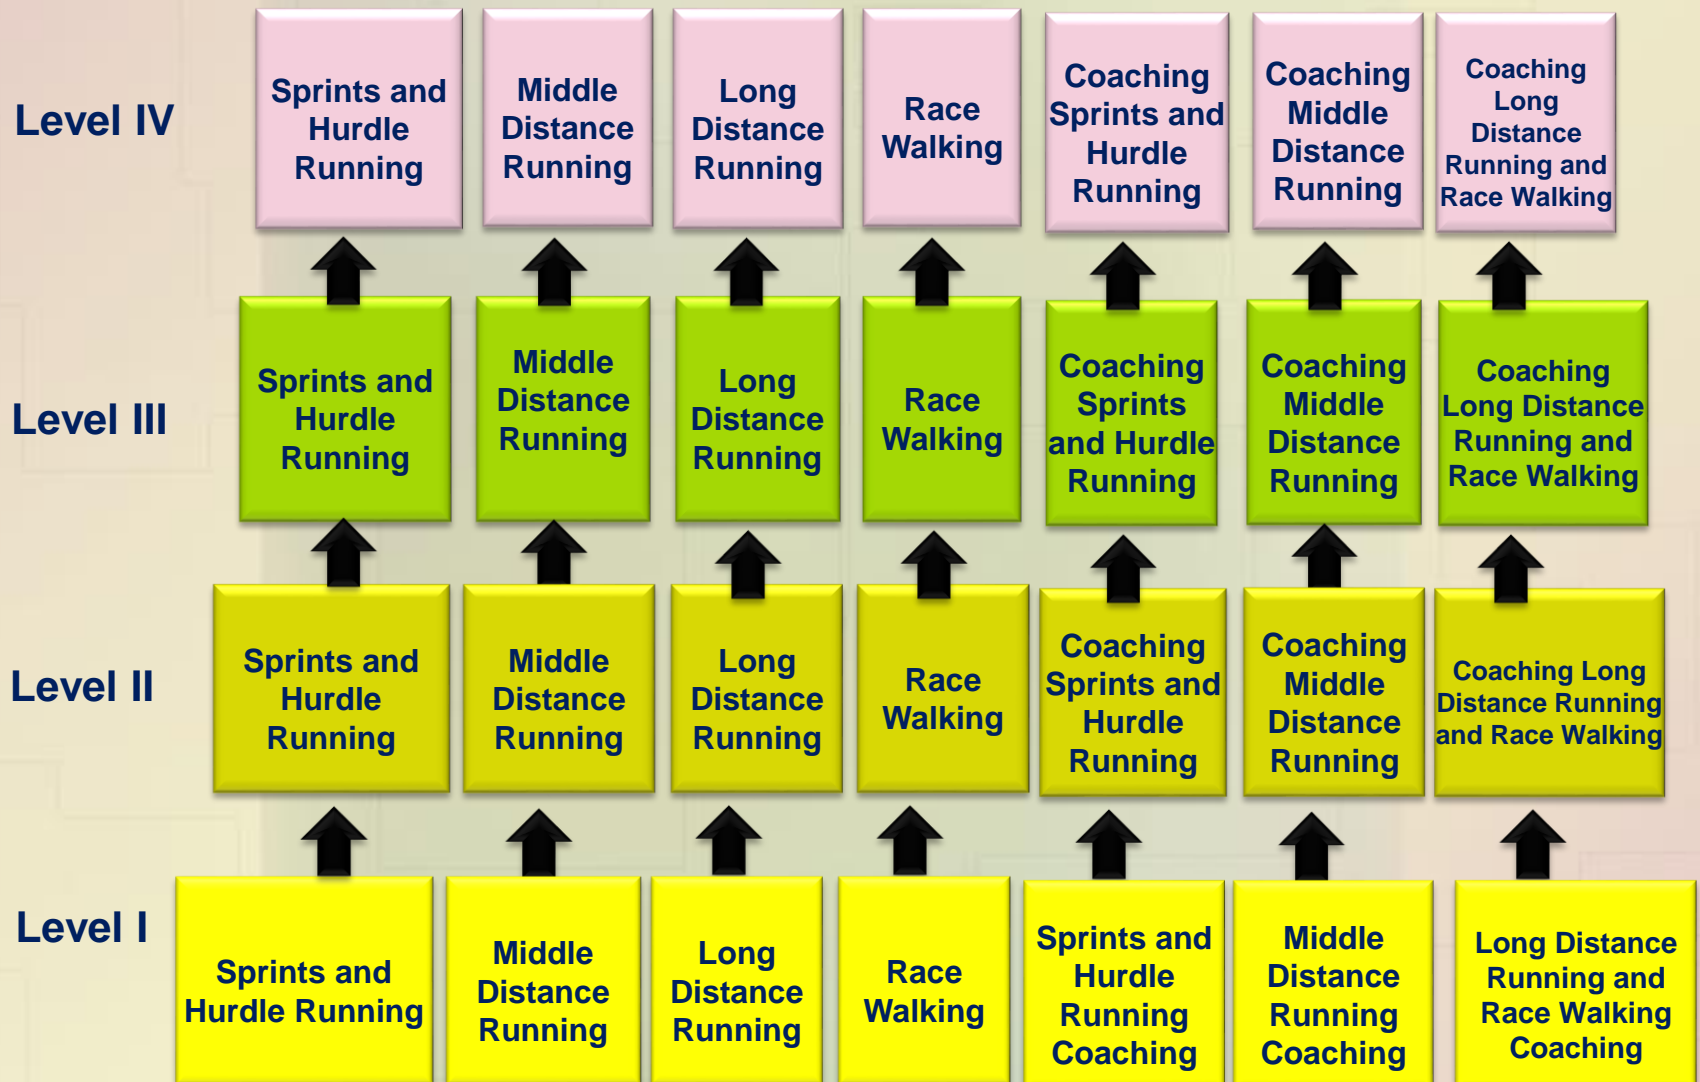 Level IV
Sprints and
Hurdle
Running
Middle
Distance
Running
Long
Distance
Running
Race
Walking
Coaching
Sprints and
Hurdle
Running
Coaching
Middle
Distance
Running
Coaching
Long
Distance
Running and
Race Walking
Level III
Sprints and
Hurdle
Running
Middle
Distance
Running
Long
Distance
Running
Race
Walking
Coaching
Sprints
and Hurdle
Running
Coaching
Middle
Distance
Running
Coaching
Long Distance
Running and
Race Walking
Level II
Sprints and
Hurdle
Running
Middle
Distance
Running
Long
Distance
Running
Race
Walking
Coaching
Sprints and
Hurdle
Running
Coaching
Middle
Distance
Running
Coaching Long
Distance Running
and Race Walking
Level I
Sprints and
Hurdle Running
Middle
Distance
Running
Long
Distance
Running
Race
Walking
Sprints and
Hurdle
Running
Coaching
Middle
Distance
Running
Coaching
Long Distance
Running and
Race Walking
Coaching